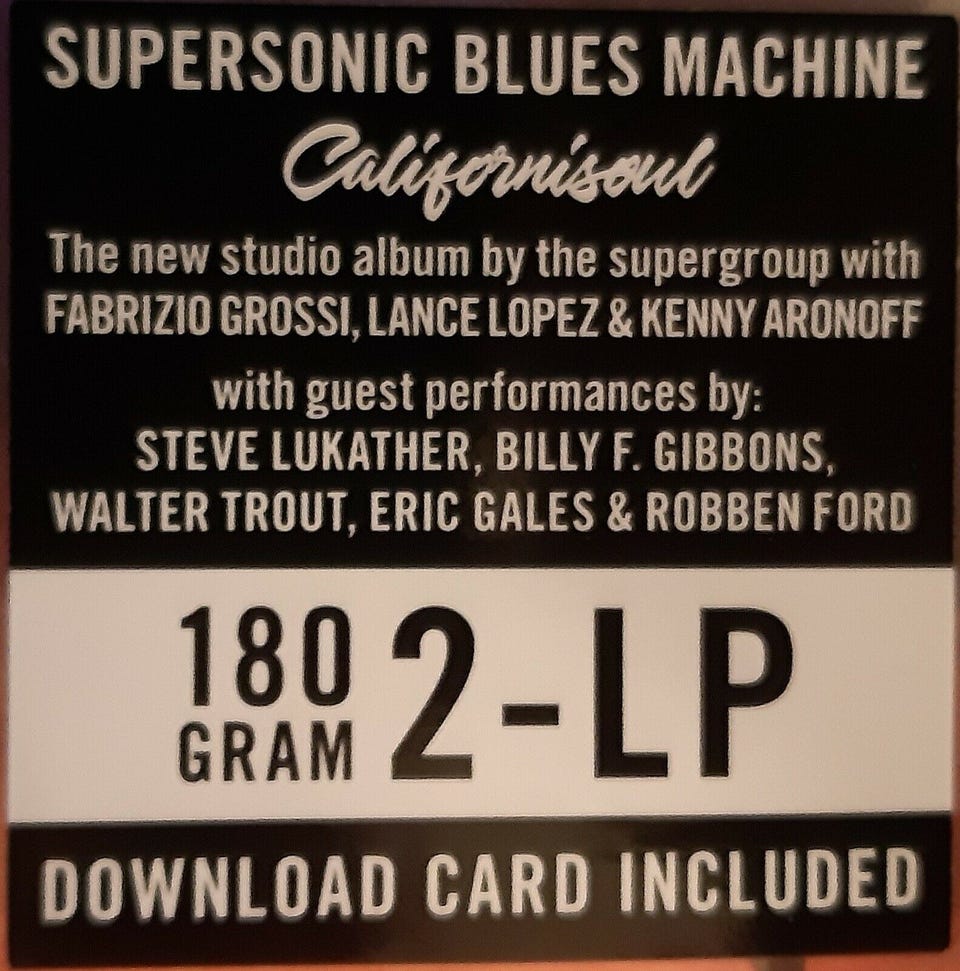 SUPERSONIC BLUES MACHINE
Californisoul
The new studio album by the supergroup with
FABRIZIO GROSSI, LANCE LOPEZ & KENNY ARONOFF
with guest performances by:
STEVE LUKATHER, BILLY F. GIBBONS,
WALTER TROUT, ERIC GALES & ROBBEN FORD
180 GRAM 2-LP
DOWNLOAD CARD INCLUDED